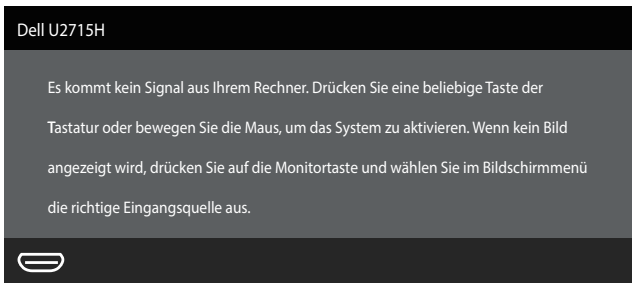 Dell U2715H
Es kommt kein Signal aus Ihrem Rechner. Drücken Sie eine beliebige Taste der
Tastatur oder bewegen Sie die Maus, um das System zu aktivieren. Wenn kein Bild
angezeigt wird, drücken Sie auf die Monitortaste und wählen Sie im Bildschirmmenü
die richtige Eingangsquelle aus.